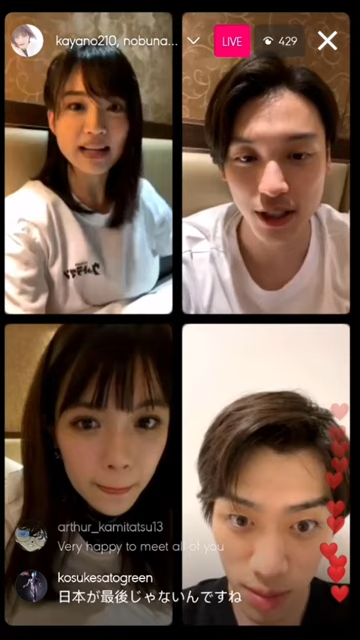 kayano210, nobuna...
LIVE
429
arthur_kamitatsu13
Very happy to meet all of you
kosukesatogreen
日本が最後じゃないんですね